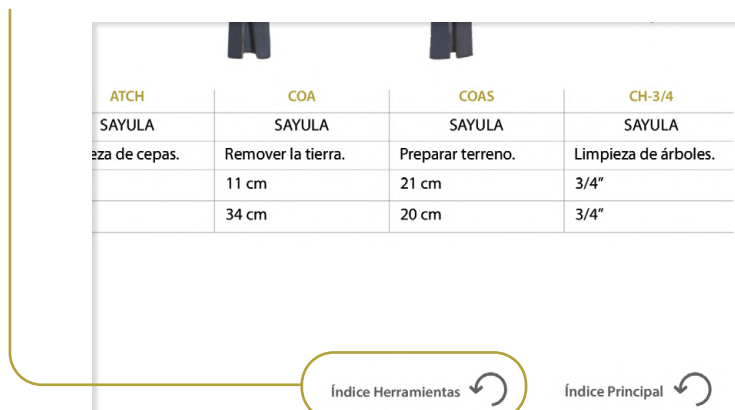 ATCH COA COAS CH-3/4
SAYULA SAYULA SAYULA SAYULA
de cepas. Remover la tierra. Preparar terreno. Limpieza de árboles.
11 cm 21 cm 3/4”
34 cm 20 cm 3/4”
Índice Herramientas Índice Principal